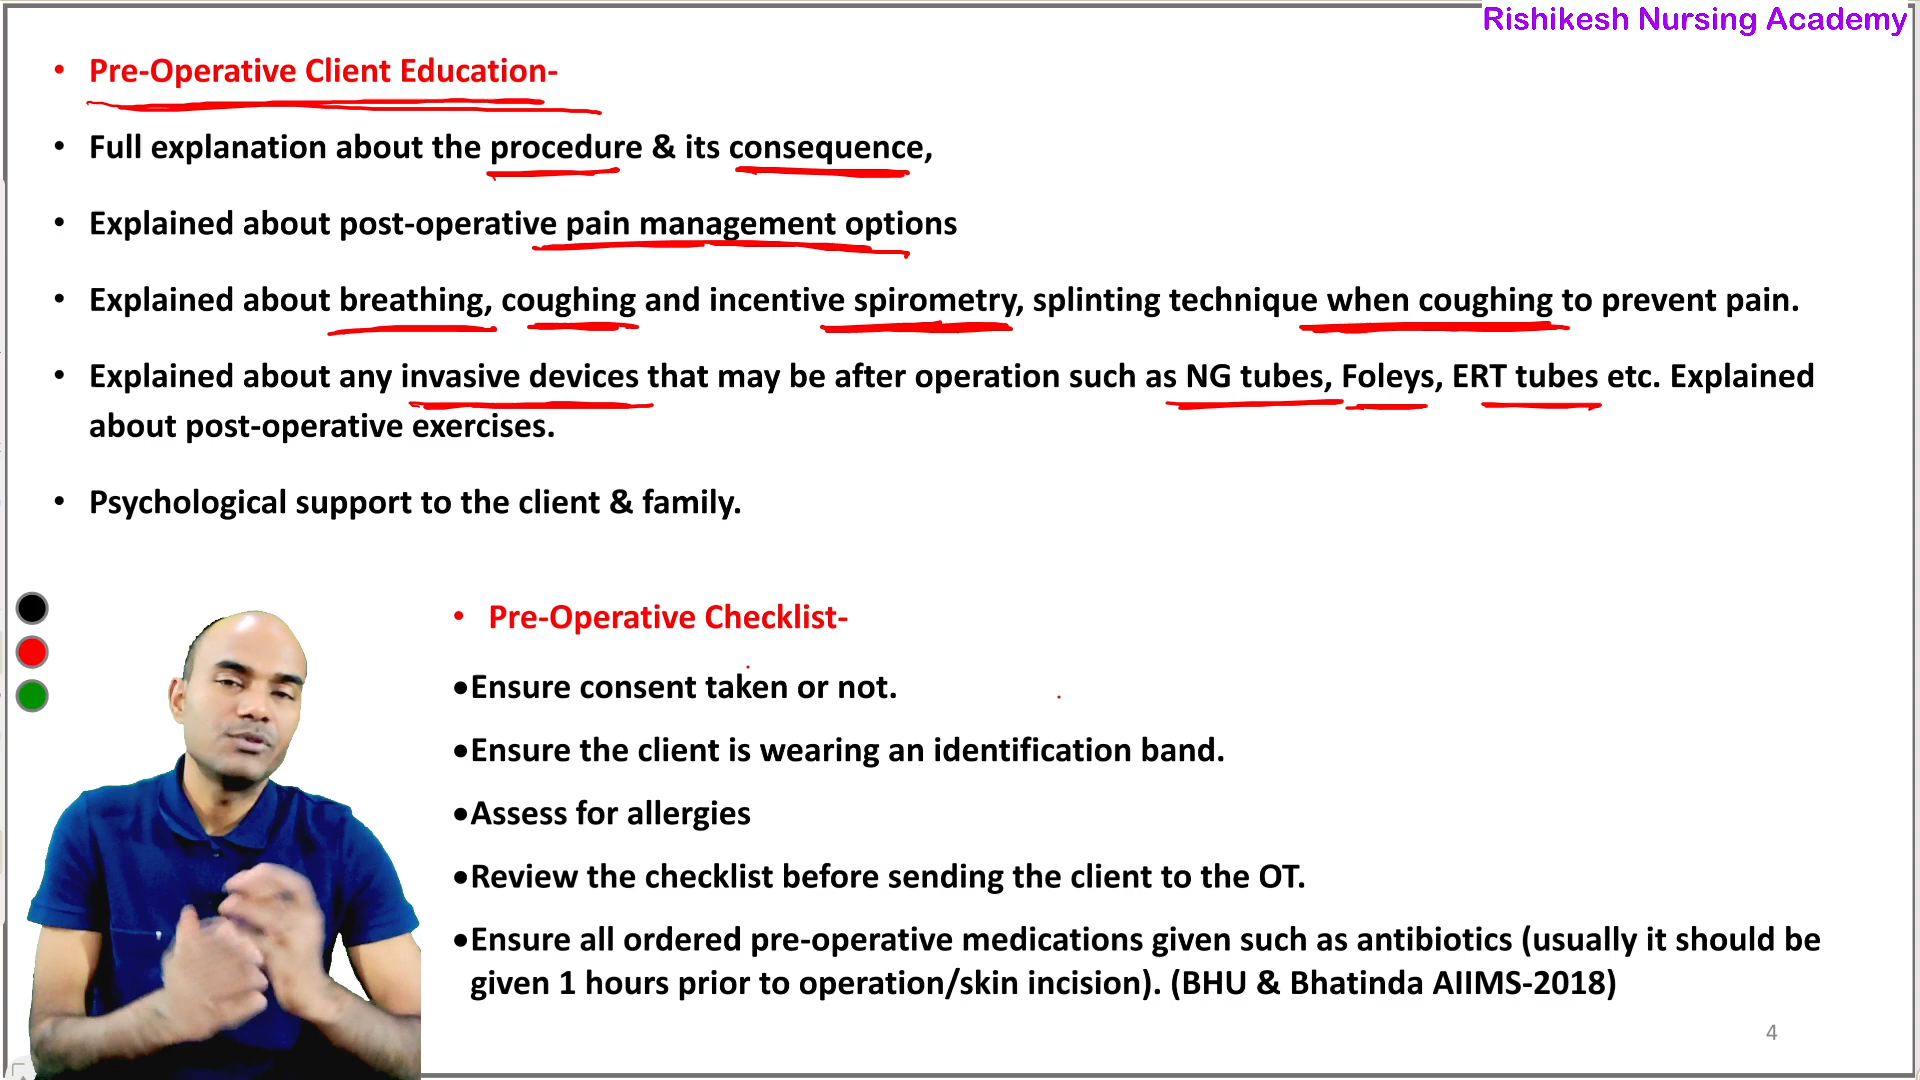 Rishikesh Nursing Academy
• Pre-Operative Client Education-
• Full explanation about the procedure & its consequence,
• Explained about post-operative pain management options
• Explained about breathing, coughing and incentive spirometry, splinting technique when coughing to prevent pain.
• Explained about any invasive devices that may be after operation such as NG tubes, Foleys, ERT tubes etc. Explained
about post-operative exercises.
• Psychological support to the client & family.
• Pre-Operative Checklist-
•Ensure consent taken or not.
•Ensure the client is wearing an identification band.
•Assess for allergies
•Review the checklist before sending the client to the OT.
•Ensure all ordered pre-operative medications given such as antibiotics (usually it should be
given 1 hours prior to operation/skin incision). (BHU & Bhatinda AIIMS-2018)
4